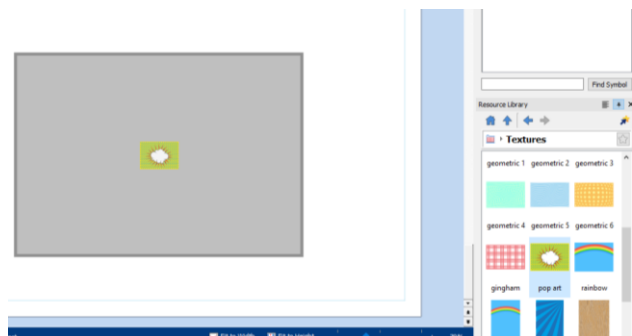 Find Symbol
Resource Library
Textures
geometric 1 geometric 2 geometric 3
geometric 4 geometric 5 geometric 6
gingham pop art rainbow